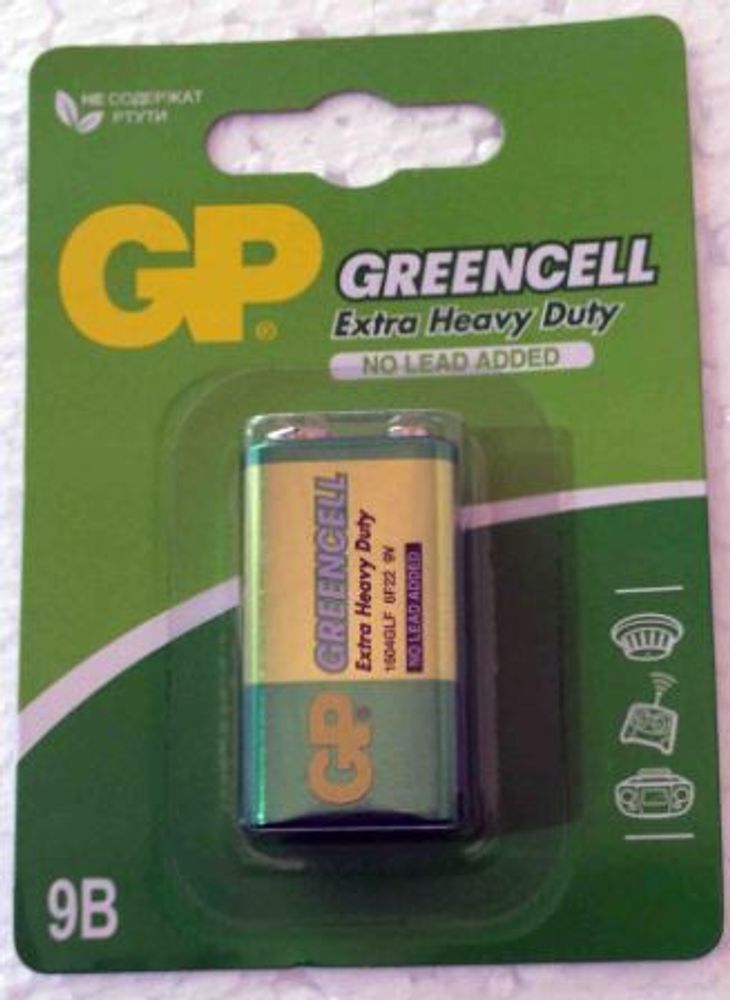 НЕ СОДЕРЖАТ
РТУТИ
GP®
GREENCELL
Extra Heavy Duty
NO LEAD ADDED
GREENCELL
Extra Heavy Duty
1604GLF 6F22 9V
NO LEAD ADDED
GP®
9В